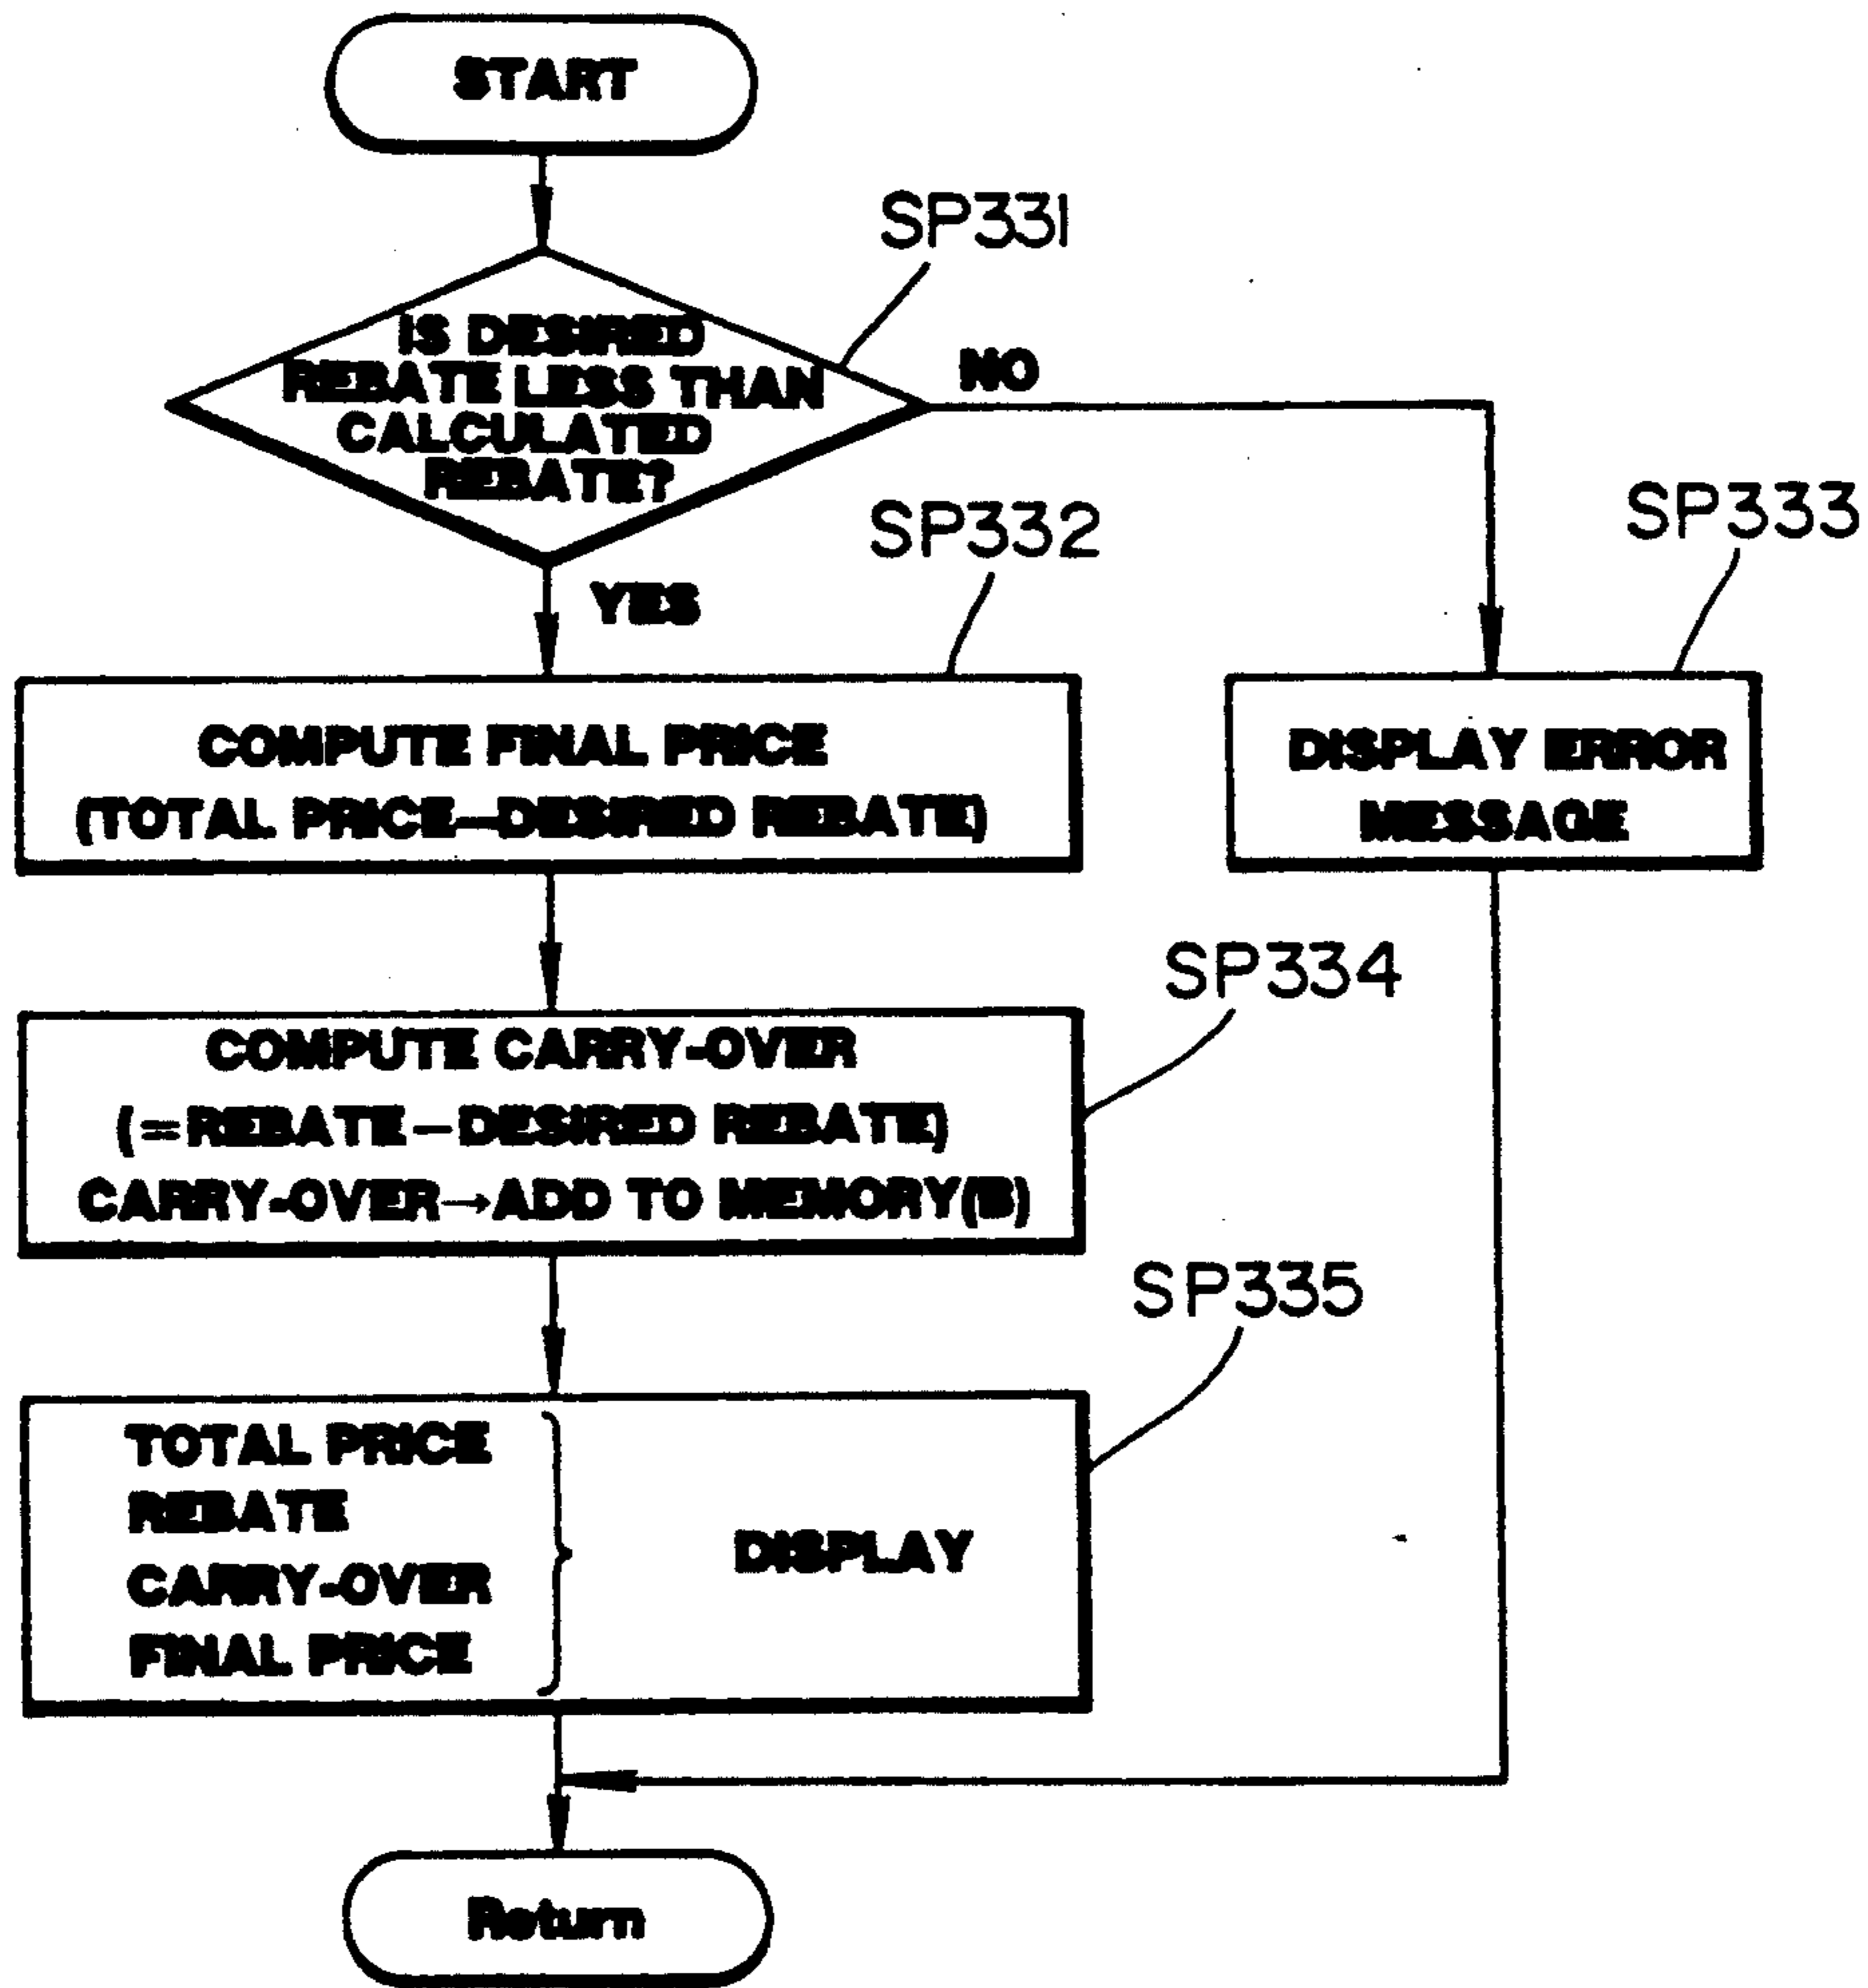 START
SP331
IS DESIRED
REBATE LESS THAN
CALCULATED
REBATE?
NO
SP332
SP333
YES
COMPUTE FINAL PRICE
(TOTAL PRICE—DESIRED REBATE)
DISPLAY ERROR
MESSAGE
SP334
COMPUTE CARRY-OVER
(=REBATE—DESIRED REBATE)
CARRY-OVER→ADD TO MEMORY(B)
SP335
TOTAL PRICE
REBATE
CARRY-OVER
FINAL PRICE
DISPLAY
Return